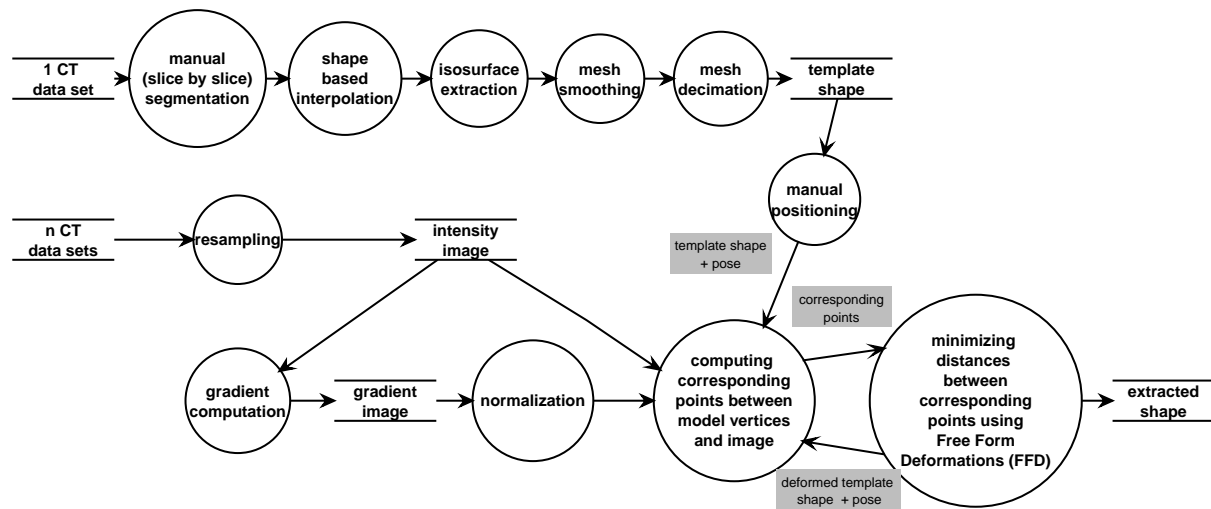 1 CT
data set
manual
(slice by slice)
segmentation
shape
based
interpolation
isosurface
extraction
mesh
smoothing
mesh
decimation
template
shape
manual
positioning
n CT
data sets
resampling
intensity
image
template shape
+ pose
corresponding
points
gradient
computation
gradient
image
normalization
computing
corresponding
points between
model vertices
and image
minimizing
distances
between
corresponding
points using
Free Form
Deformations (FFD)
extracted
shape
deformed template
shape + pose